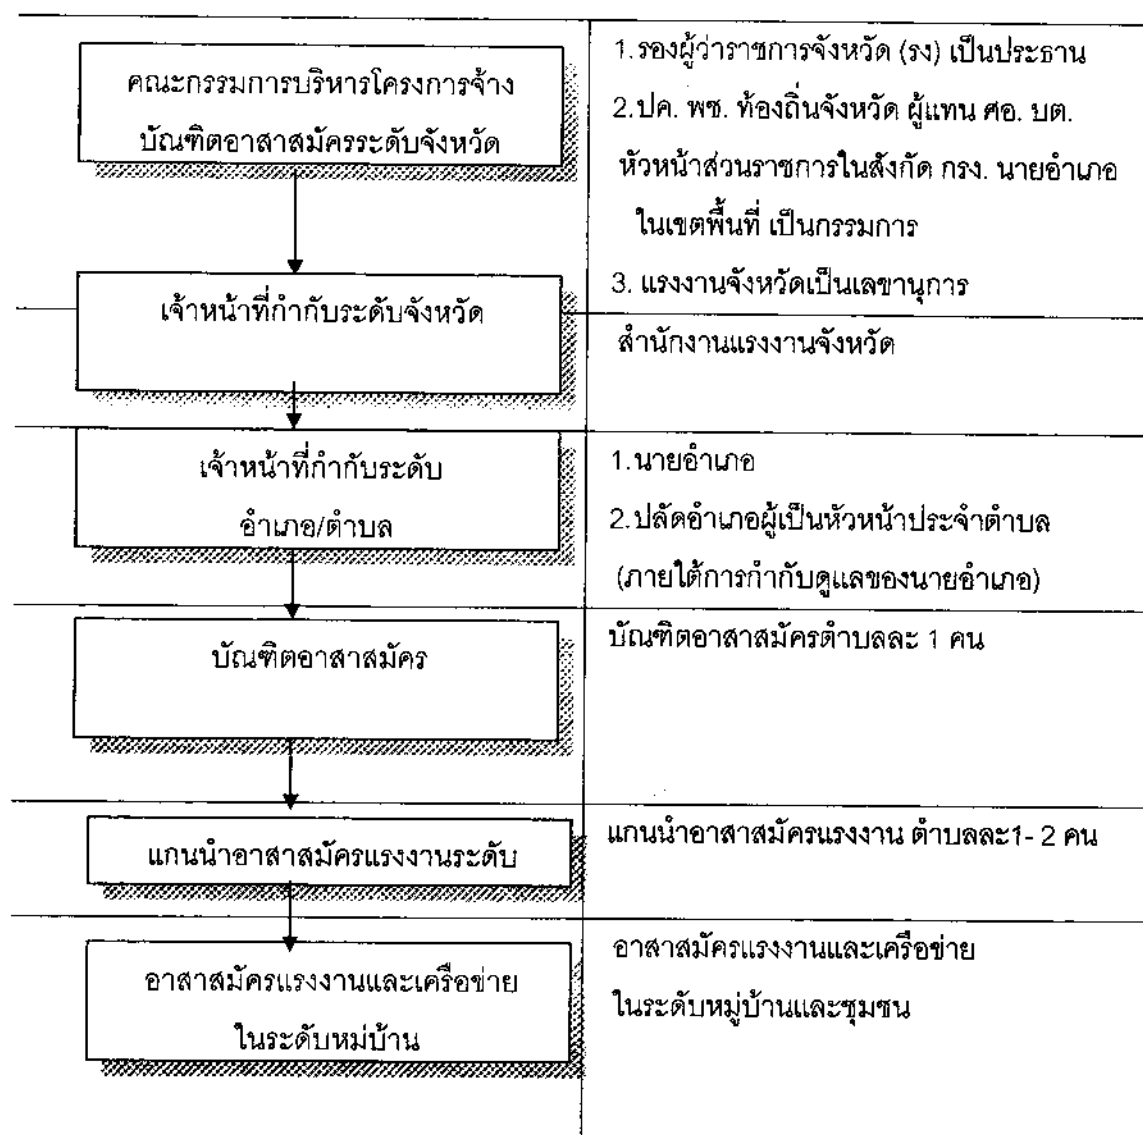 คณะกรรมการบริหารโครงการจ้าง
บัณฑิตอาสาสมัครระดับจังหวัด
1.รองผู้ว่าราชการจังหวัด (รง) เป็นประธาน
2.ปค. พช. ท้องถิ่นจังหวัด ผู้แทน ศอ. บต.
หัวหน้าส่วนราชการในสังกัด กรง. นายอำเภอ
ในเขตพื้นที่ เป็นกรรมการ
3. แรงงานจังหวัดเป็นเลขานุการ
เจ้าหน้าที่กำกับระดับจังหวัด
สำนักงานแรงงานจังหวัด
เจ้าหน้าที่กำกับระดับ
อำเภอ/ตำบล
1.นายอำเภอ
2.ปลัดอำเภอผู้เป็นหัวหน้าประจำตำบล
(ภายใต้การกำกับดูแลของนายอำเภอ)
บัณฑิตอาสาสมัคร
บัณฑิตอาสาสมัครตำบลละ 1 คน
แกนนำอาสาสมัครแรงงานระดับ
แกนนำอาสาสมัครแรงงาน ตำบลละ1- 2 คน
อาสาสมัครแรงงานและเครือข่าย
ในระดับหมู่บ้าน
อาสาสมัครแรงงานและเครือข่าย
ในระดับหมู่บ้านและชุมชน